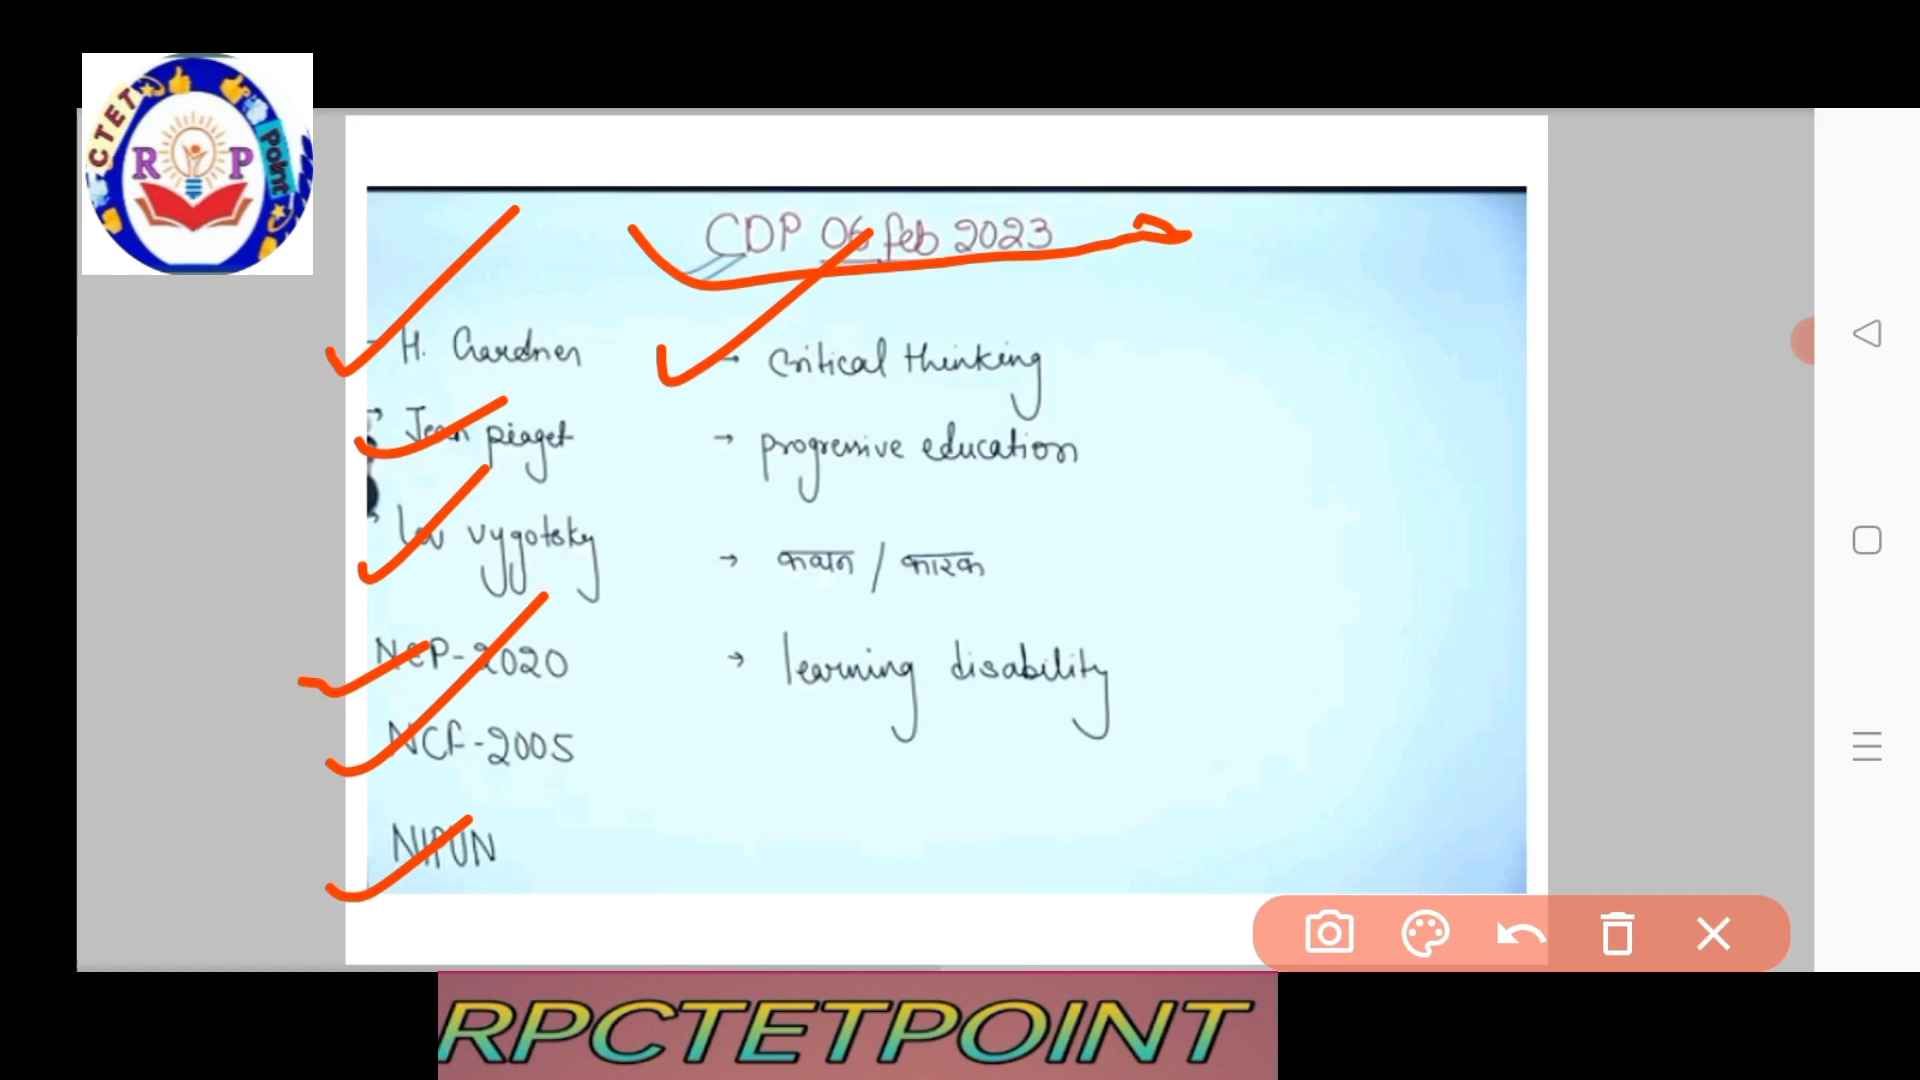 CTET Point
R P
CDP 06 feb 2023
H. Gardner
→ Jean piaget
→ Lev vygotsky
NEP-2020
NCF-2005
NIPUN
→ Critical thinking
→ progressive education
→ कथन / कारक
→ learning disability
RPCTETPOINT